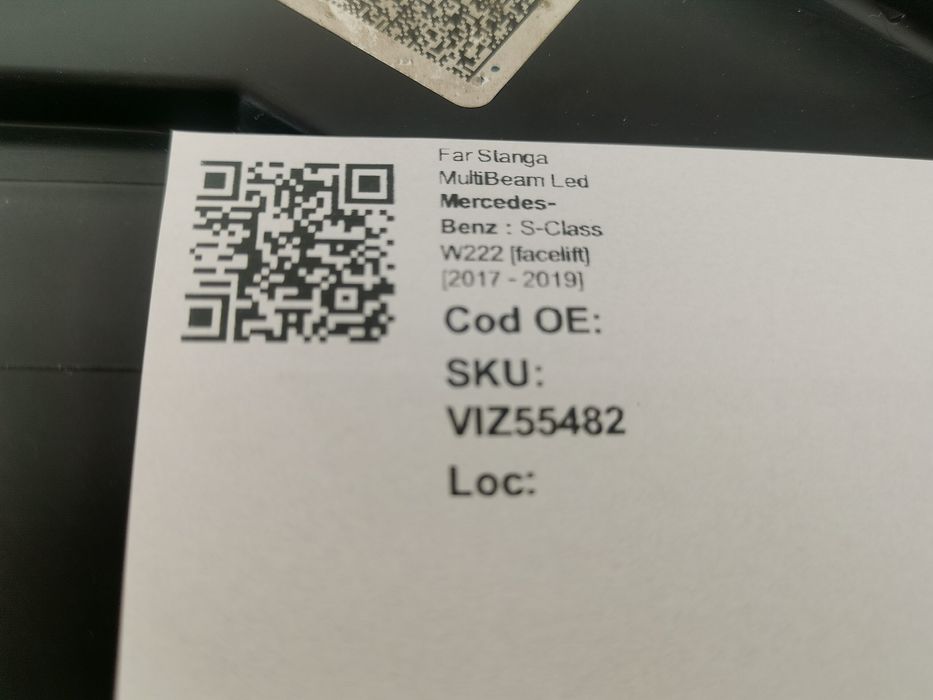 Far Stanga
MultiBeam Led
Mercedes-
Benz : S-Class
W222 [facelift]
[2017 - 2019]
Cod OE:
SKU:
VIZ55482
Loc: